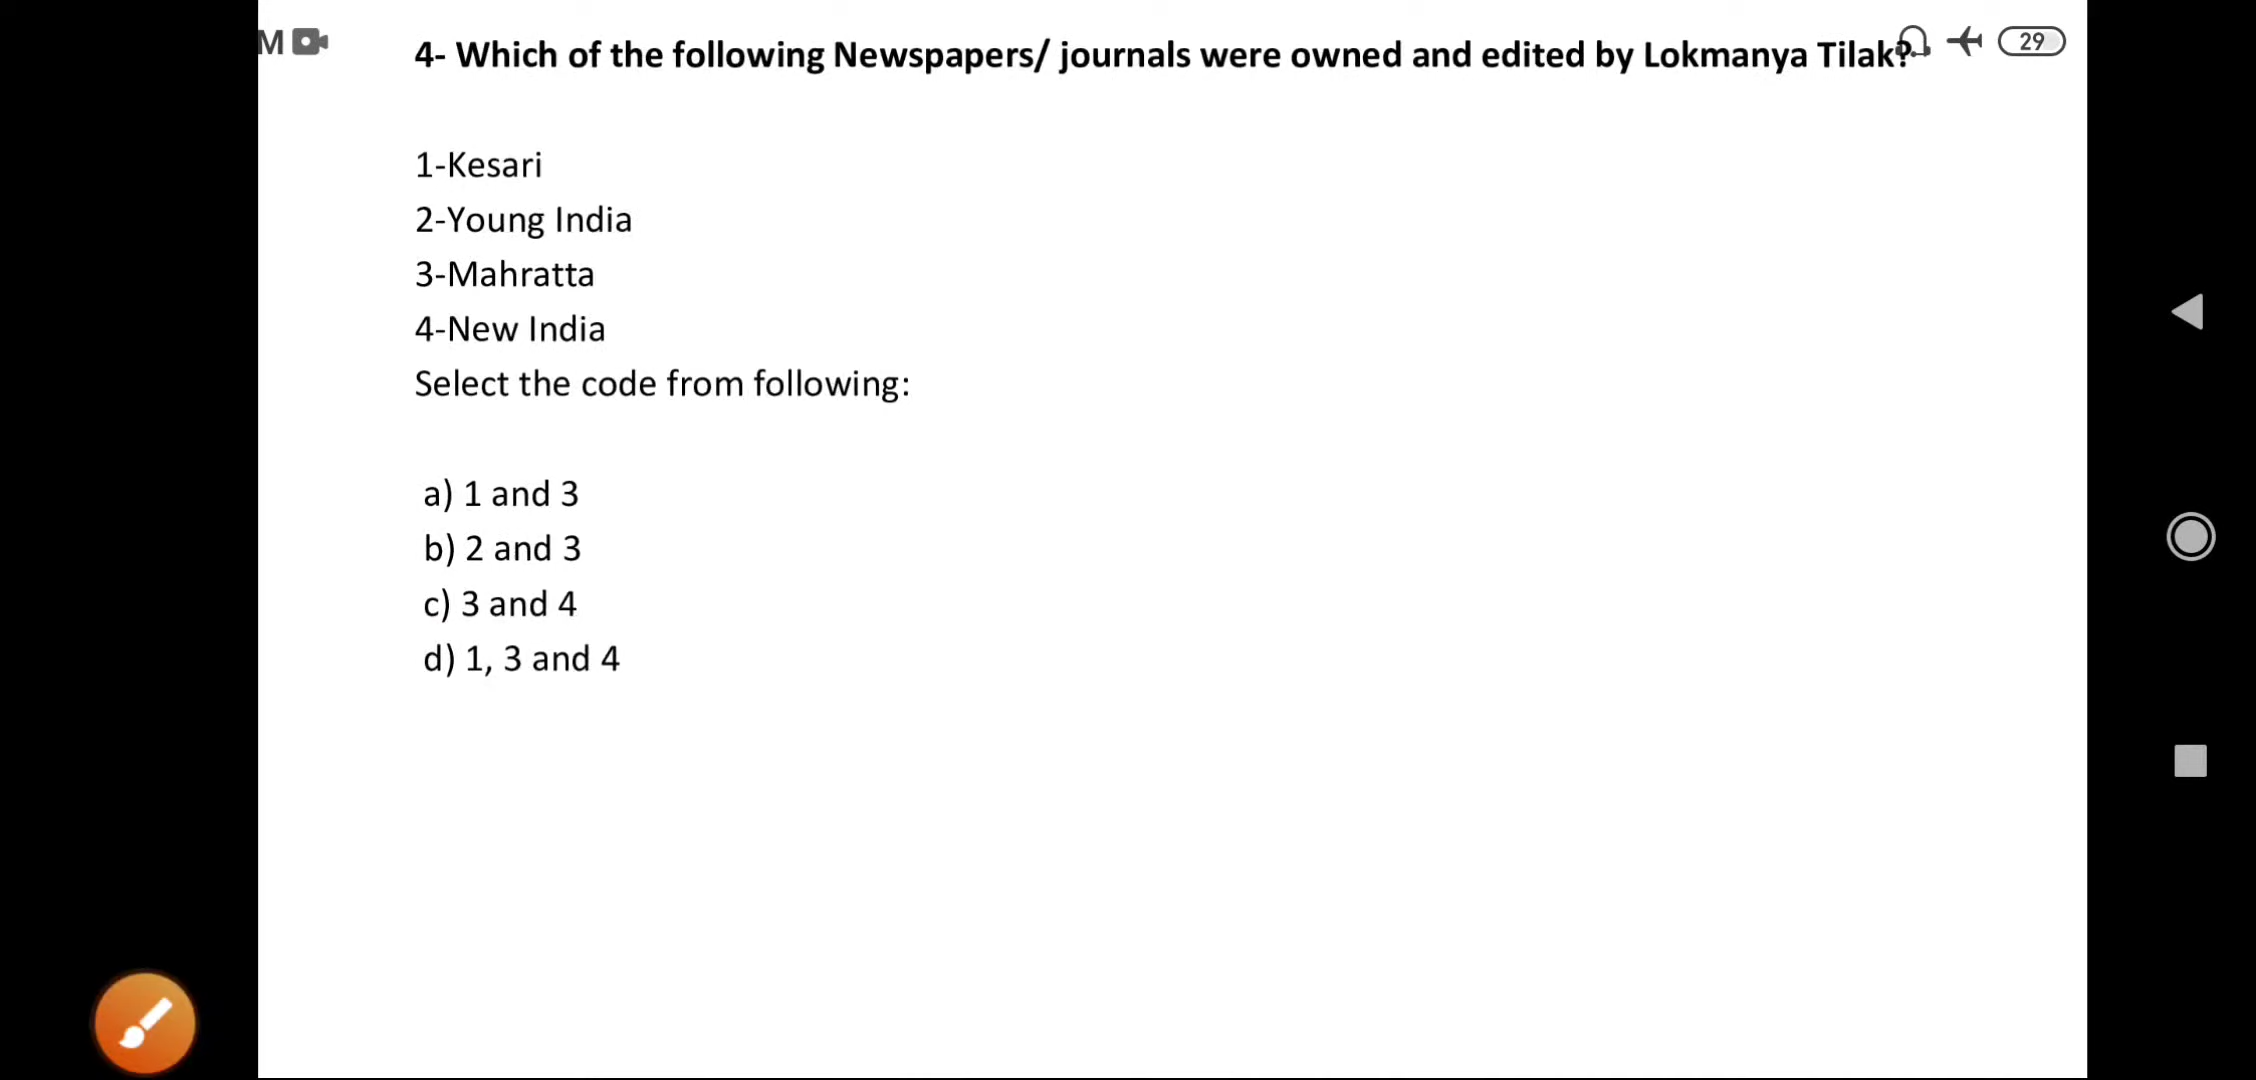 M
29
4- Which of the following Newspapers/ journals were owned and edited by Lokmanya Tilak?
1-Kesari
2-Young India
3-Mahratta
4-New India
Select the code from following:
a) 1 and 3
b) 2 and 3
c) 3 and 4
d) 1, 3 and 4